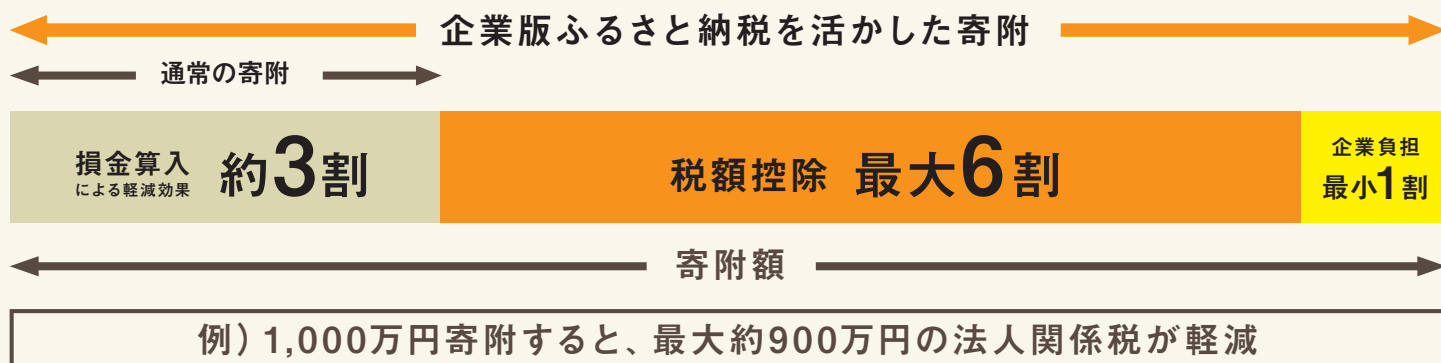 企業版ふるさと納税を活かした寄附
通常の寄附
損金算入
による軽減効果
約3割
税額控除 最大6割
企業負担
最小1割
寄附額
例）1,000万円寄附すると、最大約900万円の法人関係税が軽減